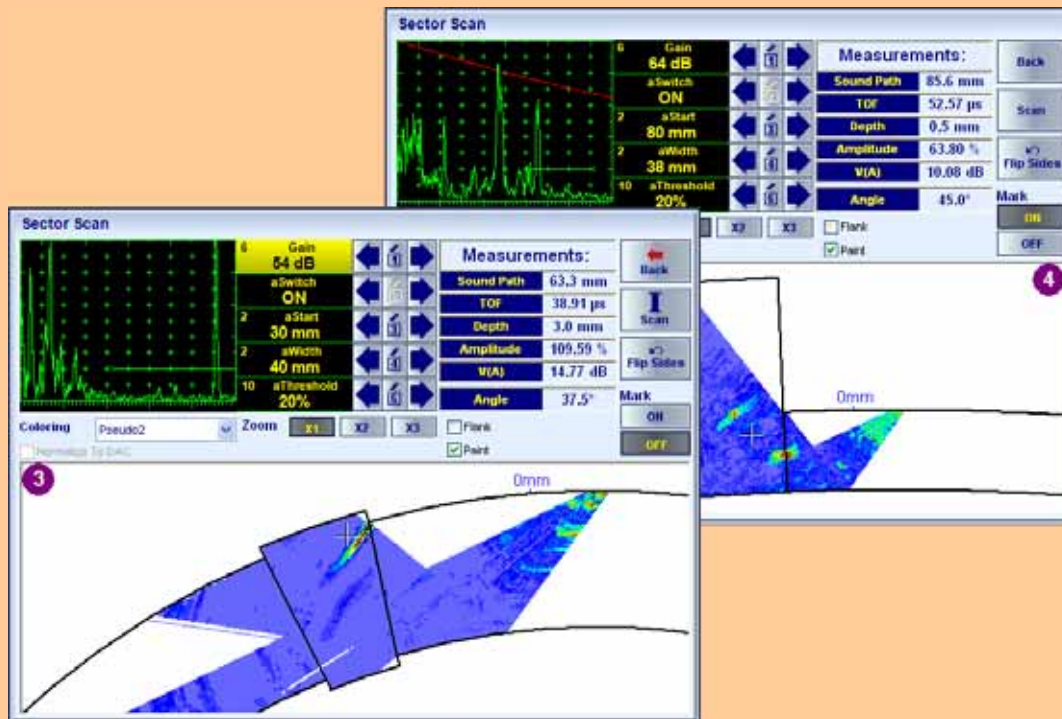 Sector Scan
6 Gain
64 dB
aSwitch
ON
2 aStart
80 mm
2 aWidth
38 mm
10 aThreshold
20%
Measurements:
Sound Path 85.6 mm
TOF 52.57 µs
Depth 0.5 mm
Amplitude 63.80 %
V(A) 10.08 dB
Angle 45.0°
Back
Scan
Flip Sides
Mark
ON
OFF
X2 X3
Flank
Paint
4
0mm
Sector Scan
6 Gain
54 dB
aSwitch
ON
2 aStart
30 mm
2 aWidth
40 mm
10 aThreshold
20%
Measurements:
Sound Path 63.3 mm
TOF 38.91 µs
Depth 3.0 mm
Amplitude 109.59 %
V(A) 14.77 dB
Angle 37.5°
Back
Scan
Flip Sides
Mark
ON
OFF
Coloring Pseudo2 Zoom X1 X2 X3
Flank
Normalize To DAC
Paint
3
0mm